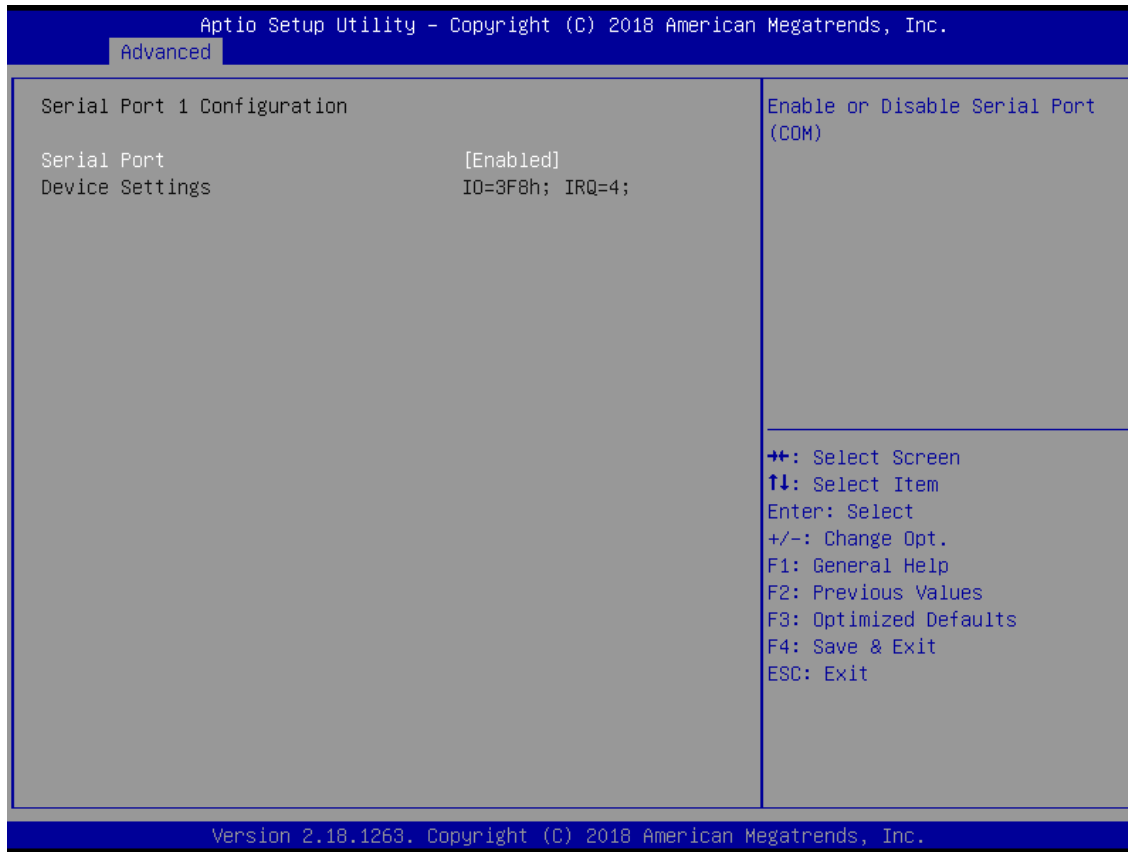 Aptio Setup Utility – Copyright (C) 2018 American Megatrends, Inc.
Advanced
Serial Port 1 Configuration
Serial Port [Enabled]
Device Settings IO=3F8h; IRQ=4;
Enable or Disable Serial Port
(COM)
→←: Select Screen
↑↓: Select Item
Enter: Select
+/-: Change Opt.
F1: General Help
F2: Previous Values
F3: Optimized Defaults
F4: Save & Exit
ESC: Exit
Version 2.18.1263. Copyright (C) 2018 American Megatrends, Inc.